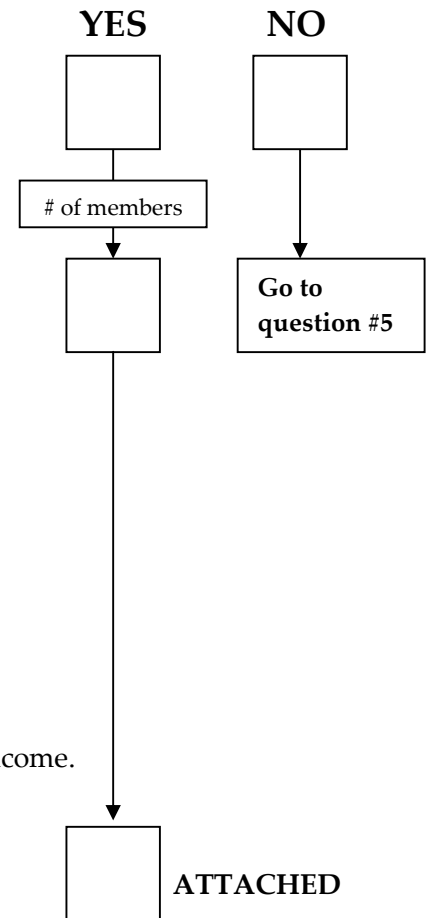 YES NO
# of members
Go to
question #5
come.
ATTACHED